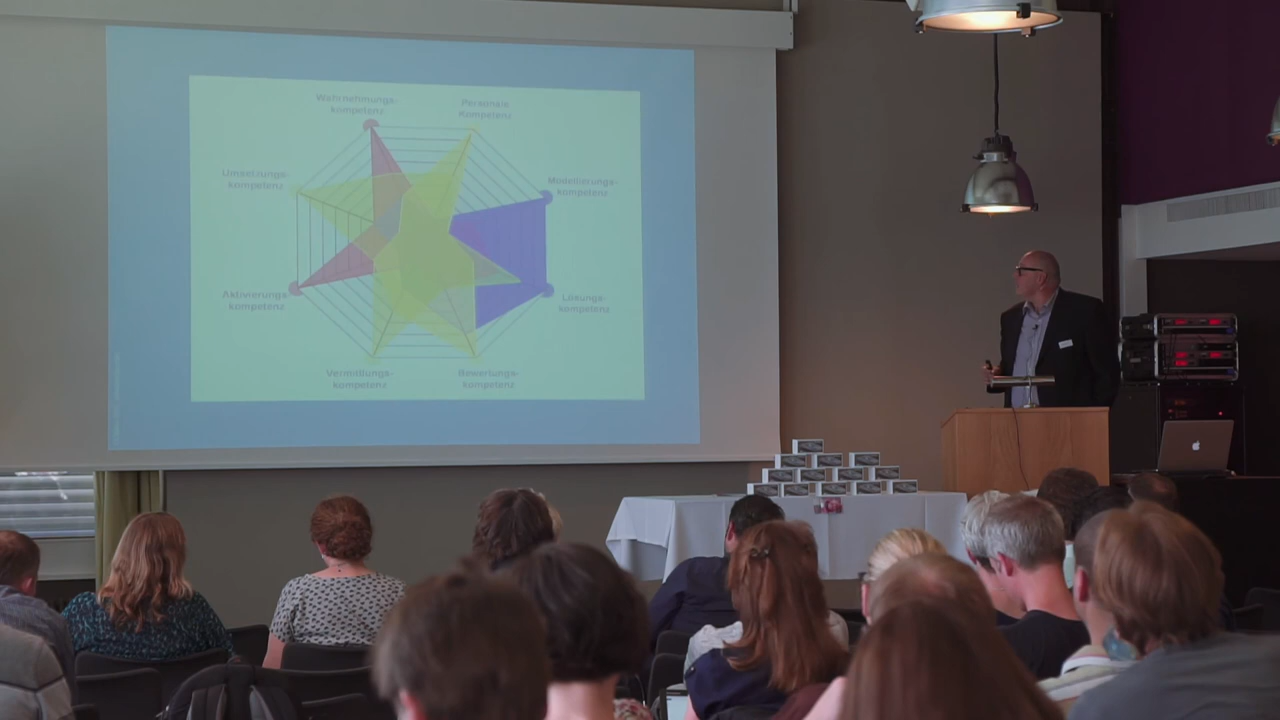 Wahrnehmungs-
kompetenz
Personale
Kompetenz
Umsetzungs-
kompetenz
Modellierungs-
kompetenz
Aktivierungs-
kompetenz
Lösungs-
kompetenz
Vermittlungs-
kompetenz
Bewertungs-
kompetenz